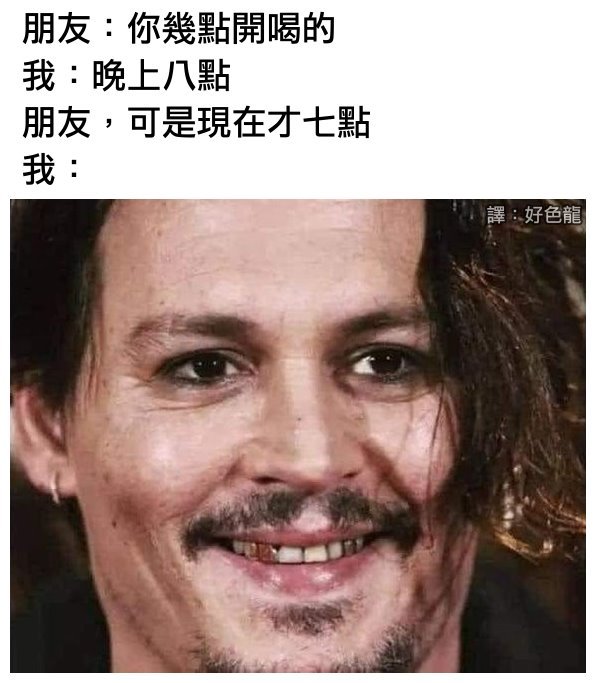 朋友：你幾點開喝的
我：晚上八點
朋友，可是現在才七點
我：
譯：好色龍